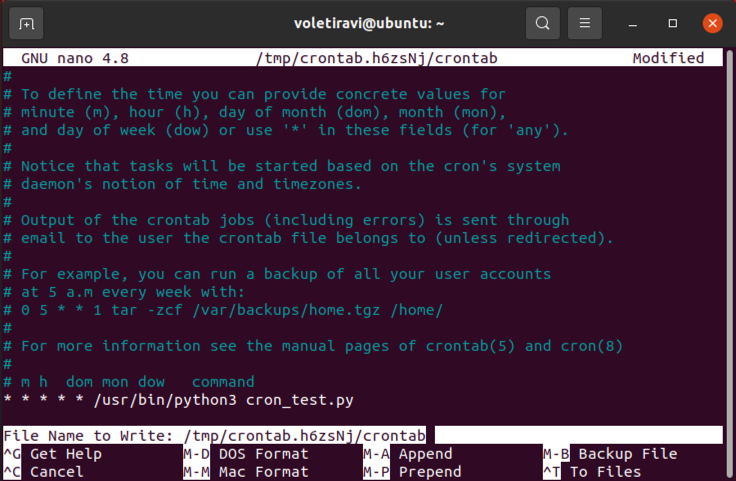 voletiravi@ubuntu: ~
GNU nano 4.8 /tmp/crontab.h6zsNj/crontab Modified
#
# To define the time you can provide concrete values for
# minute (m), hour (h), day of month (dom), month (mon),
# and day of week (dow) or use '*' in these fields (for 'any').
#
# Notice that tasks will be started based on the cron's system
# daemon's notion of time and timezones.
#
# Output of the crontab jobs (including errors) is sent through
# email to the user the crontab file belongs to (unless redirected).
#
# For example, you can run a backup of all your user accounts
# at 5 a.m every week with:
# 0 5 * * 1 tar -zcf /var/backups/home.tgz /home/
#
# For more information see the manual pages of crontab(5) and cron(8)
#
# m h  dom mon dow   command
* * * * * /usr/bin/python3 cron_test.py
File Name to Write: /tmp/crontab.h6zsNj/crontab
^G Get Help M-D DOS Format M-A Append M-B Backup File
^C Cancel M-M Mac Format M-P Prepend ^T To Files